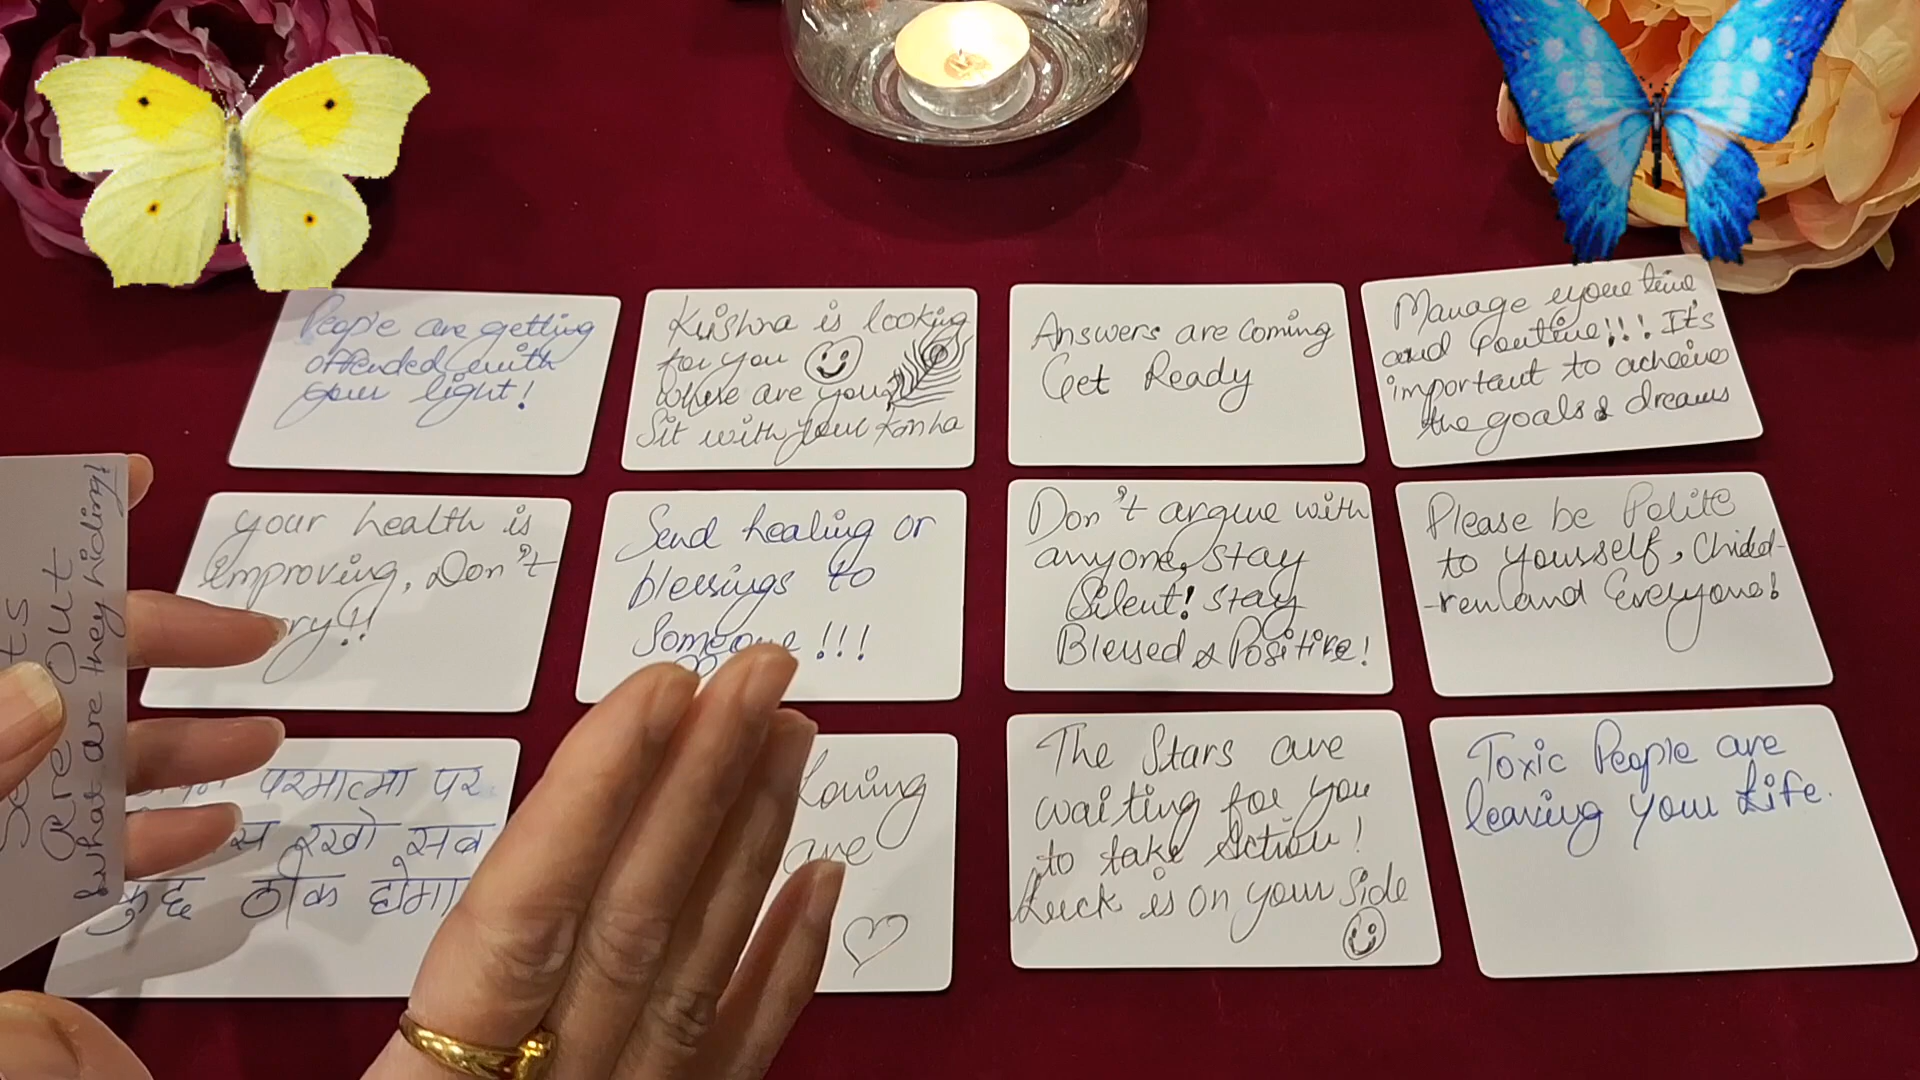 People are getting
offended with
your light!
Krishna is looking
for you
Where are you
Sit with your Kanha
Answers are coming
Get Ready
Manage your time
and Routine!!! It's
important to acheive
the goals & dreams
your health is
improving, Don't
Send healing or
blessings to
Someone !!!
Don't argue with
anyone, stay
Silent! Stay
Blessed & Positive!
Please be Polite
to yourself, Child-
-ren and Everyone!
परमात्मा पर
रखो सब
कुछ ठीक होगा
Loving
are
The Stars are
waiting for you
to take Action!
Luck is on your side
Toxic People are
leaving your Life.
Are Out
what are they hiding!